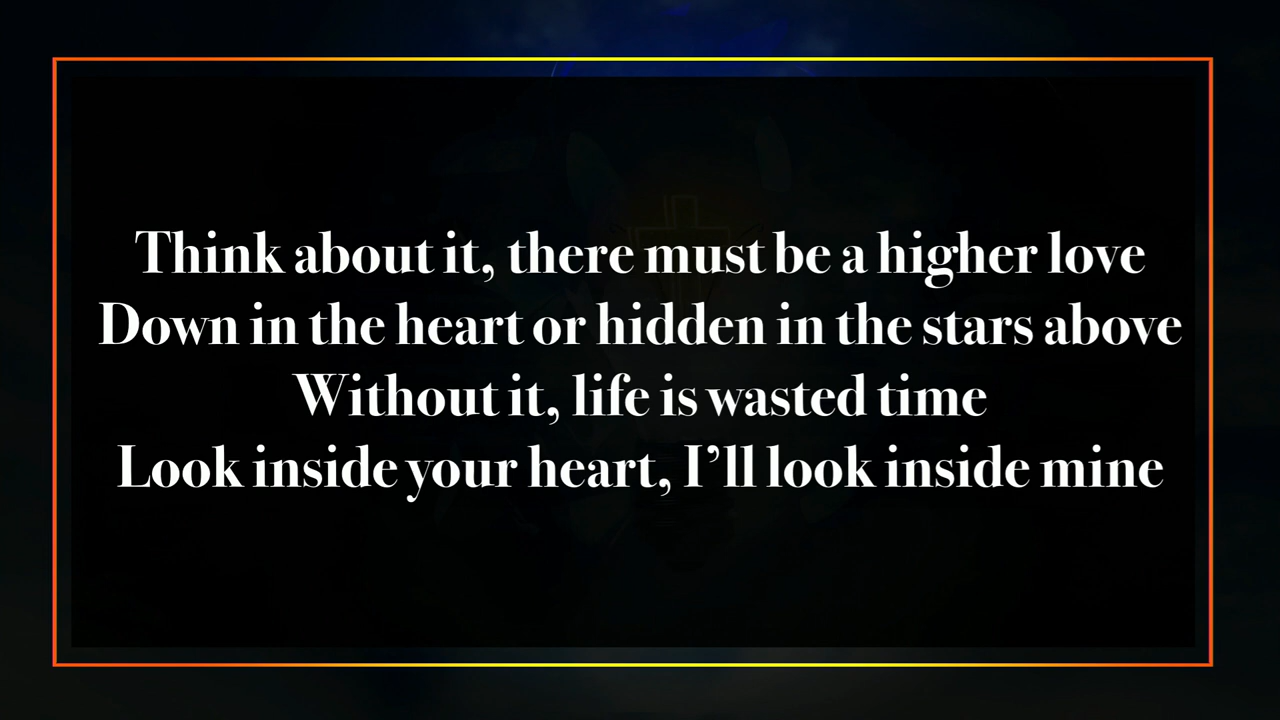 Think about it, there must be a higher love
Down in the heart or hidden in the stars above
Without it, life is wasted time
Look inside your heart, I’ll look inside mine